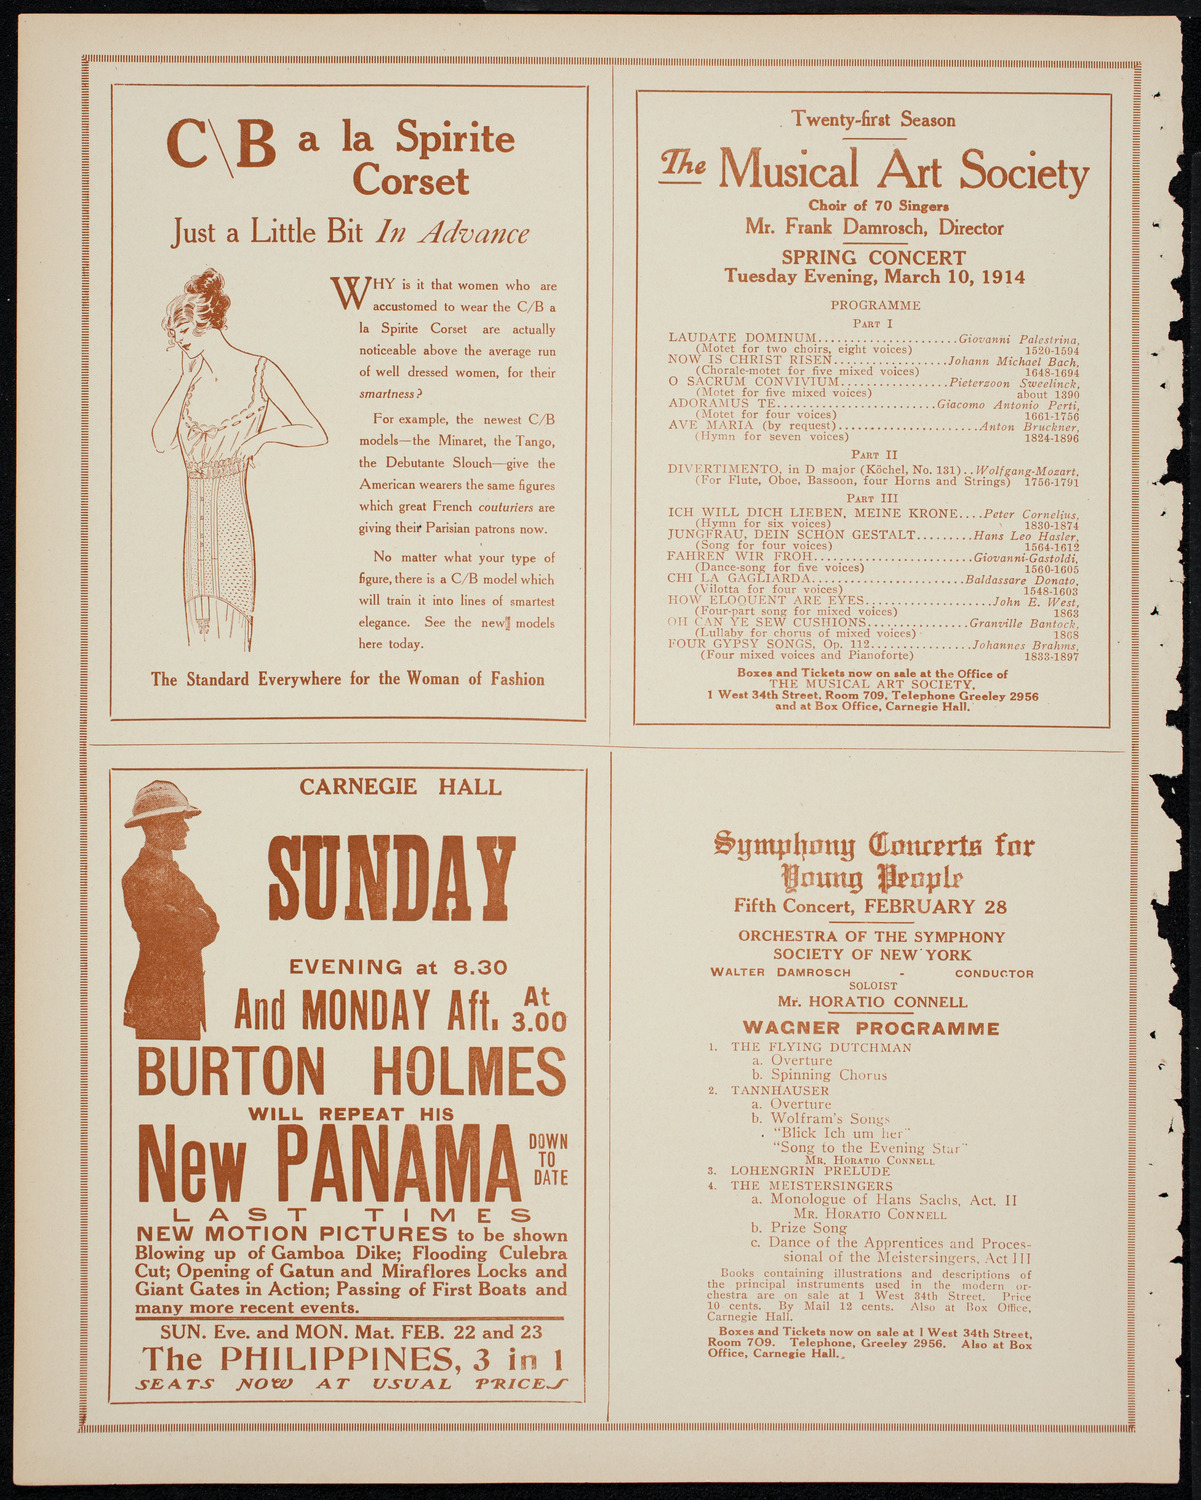 C\B a la Spirite
Corset
Just a Little Bit In Advance
WHY is it that women who are
accustomed to wear the C/B a
la Spirite Corset are actually
noticeable above the average run
of well dressed women, for their
smartness?
For example, the newest C/B
models—the Minaret, the Tango,
the Debutante Slouch—give the
American wearers the same figures
which great French couturiers are
giving their Parisian patrons now.
No matter what your type of
figure, there is a C/B model which
will train it into lines of smartest
elegance. See the new models
here today.
The Standard Everywhere for the Woman of Fashion
Twenty-first Season
The Musical Art Society
Choir of 70 Singers
Mr. Frank Damrosch, Director
SPRING CONCERT
Tuesday Evening, March 10, 1914
PROGRAMME
PART I
LAUDATE DOMINUM......................Giovanni Palestrina,
(Motet for two choirs, eight voices) 1520-1594
NOW IS CHRIST RISEN...............Johann Michael Bach,
(Chorale-motet for five mixed voices) 1648-1694
O SACRUM CONVIVIUM................Pieterzoon Sweelinck,
(Motet for five mixed voices) about 1390
ADORAMUS TE........................Giacomo Antonio Perti,
(Motet for four voices) 1661-1756
AVE MARIA (by request).....................Anton Bruckner,
(Hymn for seven voices) 1824-1896
PART II
DIVERTIMENTO, in D major (Köchel, No. 131)..Wolfgang-Mozart,
(For Flute, Oboe, Bassoon, four Horns and Strings) 1756-1791
PART III
ICH WILL DICH LIEBEN, MEINE KRONE....Peter Cornelius,
(Hymn for six voices) 1830-1874
JUNGFRAU, DEIN SCHON GESTALT.........Hans Leo Hasler,
(Song for four voices) 1564-1612
FAHREN WIR FROH........................Giovanni-Gastoldi,
(Dance-song for five voices) 1560-1605
CHI LA GAGLIARDA.......................Baldassare Donato,
(Vilotta for four voices) 1548-1603
HOW ELOQUENT ARE EYES...................John E. West,
(Four-part song for mixed voices) 1863
OH CAN YE SEW CUSHIONS...............Granville Bantock,
(Lullaby for chorus of mixed voices) 1868
FOUR GYPSY SONGS, Op. 112...............Johannes Brahms,
(Four mixed voices and Pianoforte) 1833-1897
Boxes and Tickets now on sale at the Office of
THE MUSICAL ART SOCIETY,
1 West 34th Street, Room 709, Telephone Greeley 2956
and at Box Office, Carnegie Hall.
CARNEGIE HALL
SUNDAY
EVENING at 8.30
And MONDAY Aft. At 3.00
BURTON HOLMES
WILL REPEAT HIS
New PANAMA DOWN TO DATE
LAST TIMES
NEW MOTION PICTURES to be shown
Blowing up of Gamboa Dike; Flooding Culebra
Cut; Opening of Gatun and Miraflores Locks and
Giant Gates in Action; Passing of First Boats and
many more recent events.
SUN. Eve. and MON. Mat. FEB. 22 and 23
The PHILIPPINES, 3 in 1
SEATS NOW AT USUAL PRICES
Symphony Concerts for
Young People
Fifth Concert, FEBRUARY 28
ORCHESTRA OF THE SYMPHONY
SOCIETY OF NEW YORK
WALTER DAMROSCH - CONDUCTOR
SOLOIST
Mr. HORATIO CONNELL
WAGNER PROGRAMME
1. THE FLYING DUTCHMAN
a. Overture
b. Spinning Chorus
2. TANNHAUSER
a. Overture
b. Wolfram's Songs
"Blick Ich um her"
"Song to the Evening Star"
MR. HORATIO CONNELL
3. LOHENGRIN PRELUDE
4. THE MEISTERSINGERS
a. Monologue of Hans Sachs, Act. II
MR. HORATIO CONNELL
b. Prize Song
c. Dance of the Apprentices and Proces-
sional of the Meistersingers, Act III
Books containing illustrations and descriptions of
the principal instruments used in the modern or-
chestra are on sale at 1 West 34th Street. Price
10 cents. By Mail 12 cents. Also at Box Office,
Carnegie Hall.
Boxes and Tickets now on sale at 1 West 34th Street,
Room 709. Telephone, Greeley 2956. Also at Box
Office, Carnegie Hall.